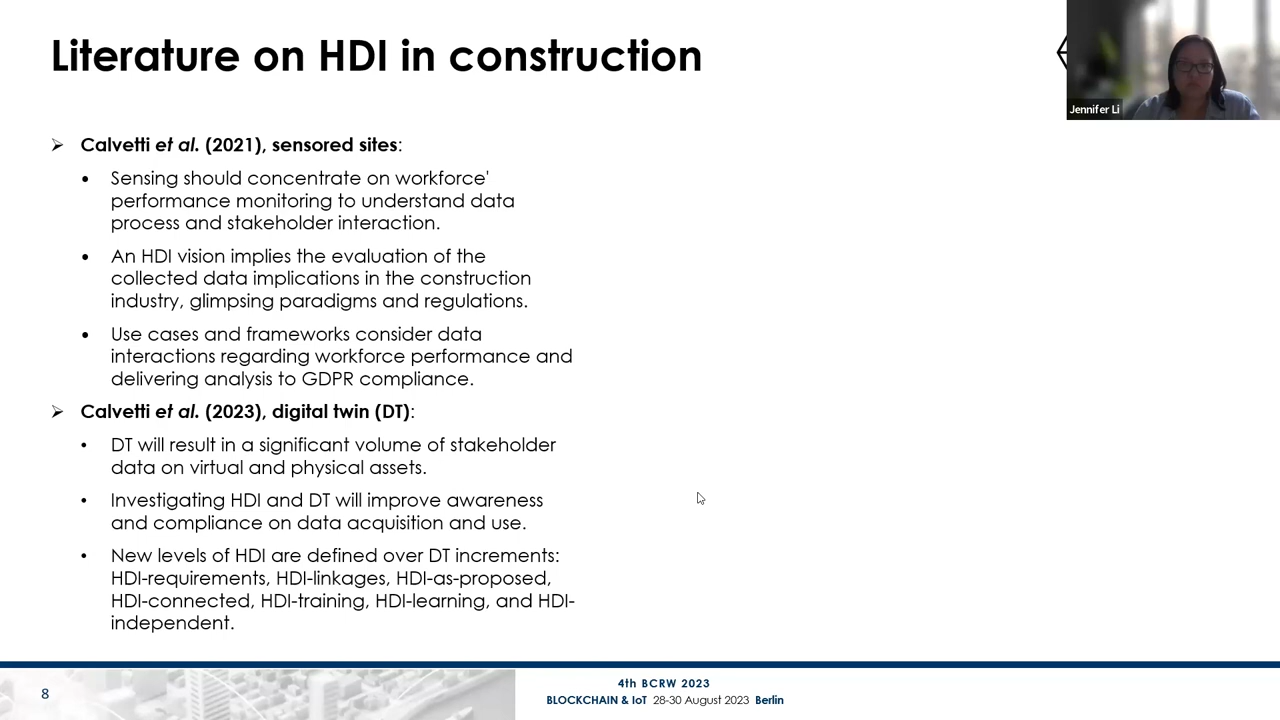 Literature on HDI in construction
Jennifer Li
➢ Calvetti et al. (2021), sensored sites:
• Sensing should concentrate on workforce'
performance monitoring to understand data
process and stakeholder interaction.
• An HDI vision implies the evaluation of the
collected data implications in the construction
industry, glimpsing paradigms and regulations.
• Use cases and frameworks consider data
interactions regarding workforce performance and
delivering analysis to GDPR compliance.
➢ Calvetti et al. (2023), digital twin (DT):
• DT will result in a significant volume of stakeholder
data on virtual and physical assets.
• Investigating HDI and DT will improve awareness
and compliance on data acquisition and use.
• New levels of HDI are defined over DT increments:
HDI-requirements, HDI-linkages, HDI-as-proposed,
HDI-connected, HDI-training, HDI-learning, and HDI-
independent.
8
4th BCRW 2023
BLOCKCHAIN & IoT 28-30 August 2023 Berlin